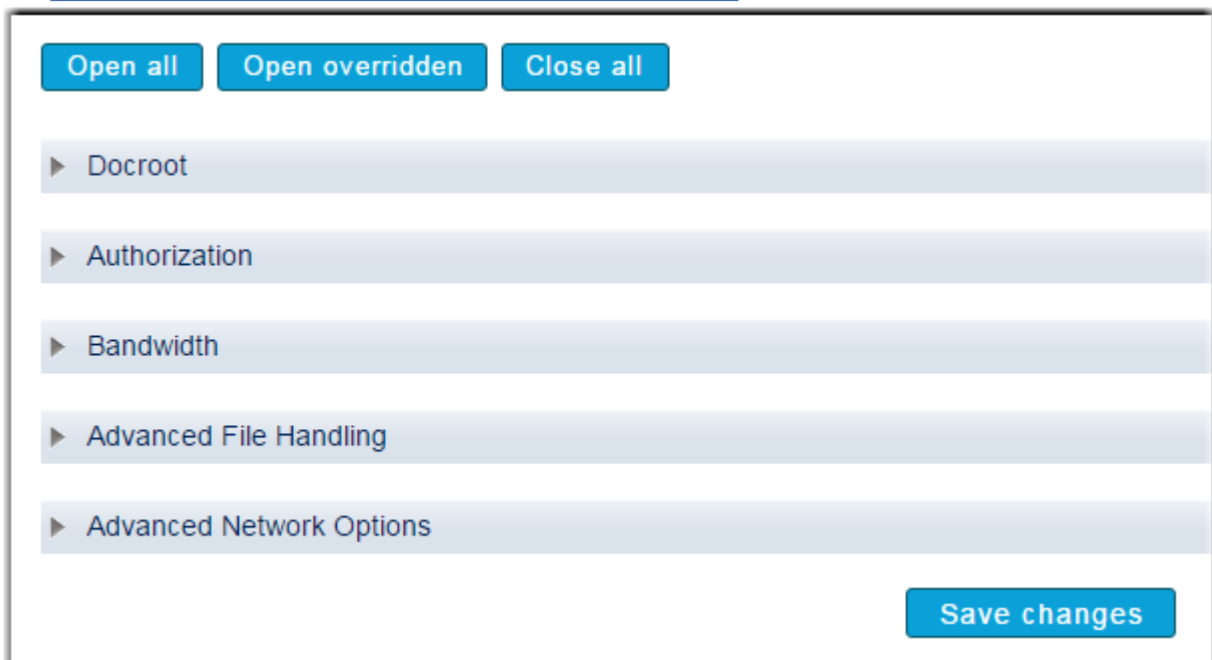 Open all Open overridden Close all
Docroot
Authorization
Bandwidth
Advanced File Handling
Advanced Network Options
Save changes